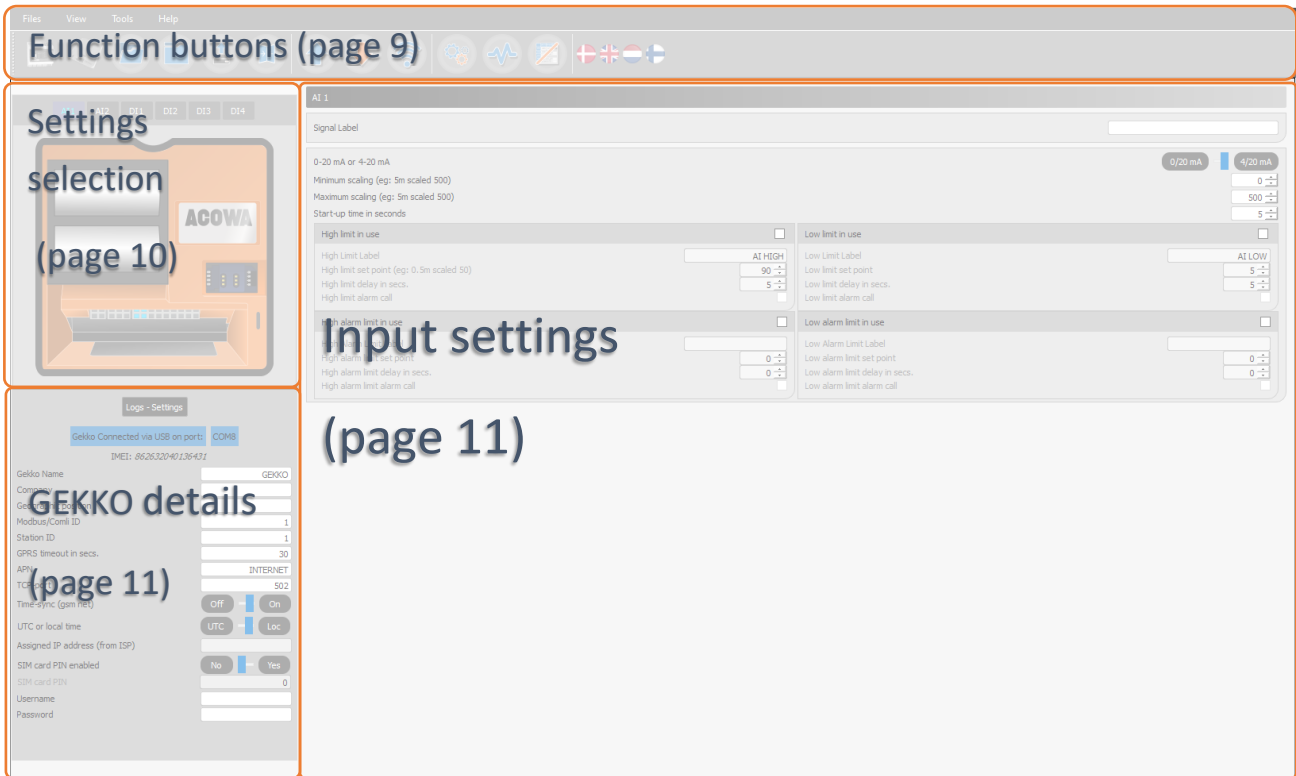 Files View Tools Help
Function buttons (page 9)
AI2 DI1 DI2 DI3 DI4
Settings
selection
(page 10)
ACOWA
AI 1
Signal Label
0-20 mA or 4-20 mA 0/20 mA 4/20 mA
Minimum scaling (eg: 5m scaled 500) 0
Maximum scaling (eg: 5m scaled 500) 500
Start-up time in seconds 5
High limit in use
High Limit Label AI HIGH
High limit set point (eg: 0.5m scaled 50) 90
High limit delay in secs. 5
High limit alarm call
Low limit in use
Low Limit Label AI LOW
Low limit set point 5
Low limit delay in secs. 5
Low limit alarm call
High alarm limit in use
High Alarm Limit Label
High alarm limit set point 0
High alarm limit delay in secs. 0
High alarm limit alarm call
Low alarm limit in use
Low Alarm Limit Label
Low alarm limit set point 0
Low alarm limit delay in secs. 0
Low alarm limit alarm call
Input settings
(page 11)
Logs - Settings
Gekko Connected via USB on port: COM8
IMEI: 862632040136431
Gekko Name GEKKO
Company
GEKKO details
Modbus/Comli ID 1
Station ID 1
GPRS timeout in secs. 30
APN INTERNET
TCP port 502
(page 11)
Time-sync (gsm net) Off On
UTC or local time UTC Loc
Assigned IP address (from ISP)
SIM card PIN enabled No Yes
SIM card PIN 0
Username
Password